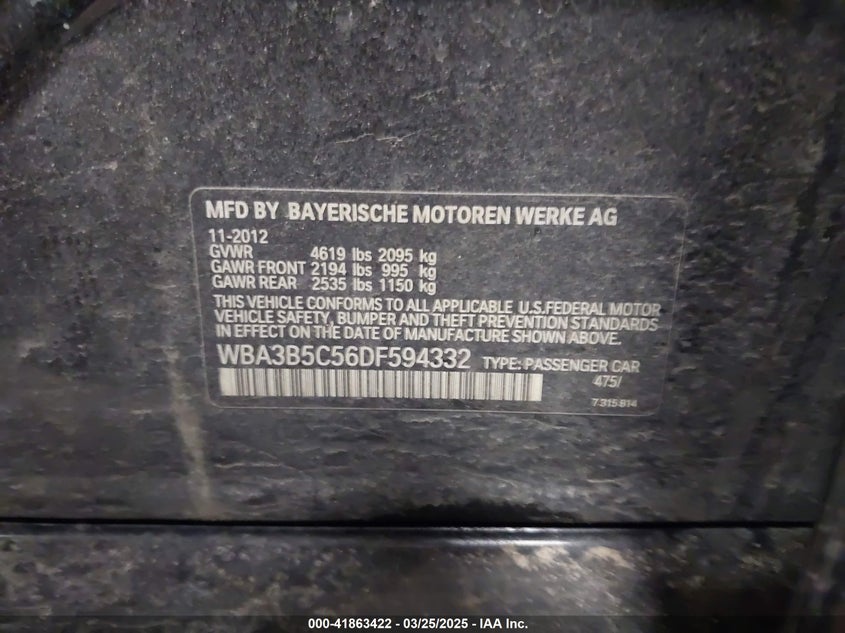 MFD BY BAYERISCHE MOTOREN WERKE AG
11-2012
GVWR 4619 lbs 2095 kg
GAWR FRONT 2194 lbs 995 kg
GAWR REAR 2535 lbs 1150 kg
THIS VEHICLE CONFORMS TO ALL APPLICABLE U.S.FEDERAL MOTOR
VEHICLE SAFETY, BUMPER AND THEFT PREVENTION STANDARDS
IN EFFECT ON THE DATE OF MANUFACTURE SHOWN ABOVE.
WBA3B5C56DF594332 TYPE: PASSENGER CAR
475/
7.315.814
000-41863422 - 03/25/2025 - IAA Inc.